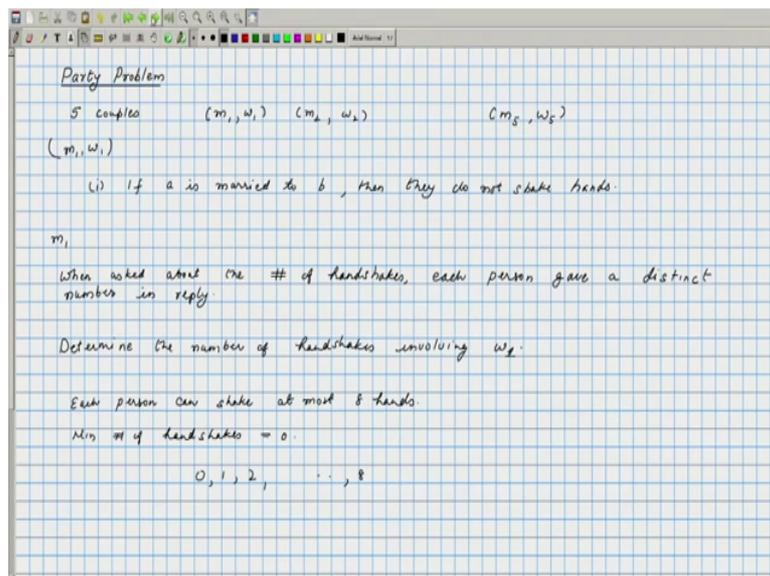 Party Problem
5 couples (m₁, w₁) (m₂, w₂) (m₅, w₅)
(m₁, w₁)
(i) If a is married to b, then they do not shake hands.
m₁
When asked about the # of handshakes, each person gave a distinct
number in reply.
Determine the number of handshakes involving w₁.
Each person can shake at most 8 hands.
Min # of handshakes = 0.
0, 1, 2, .., 8